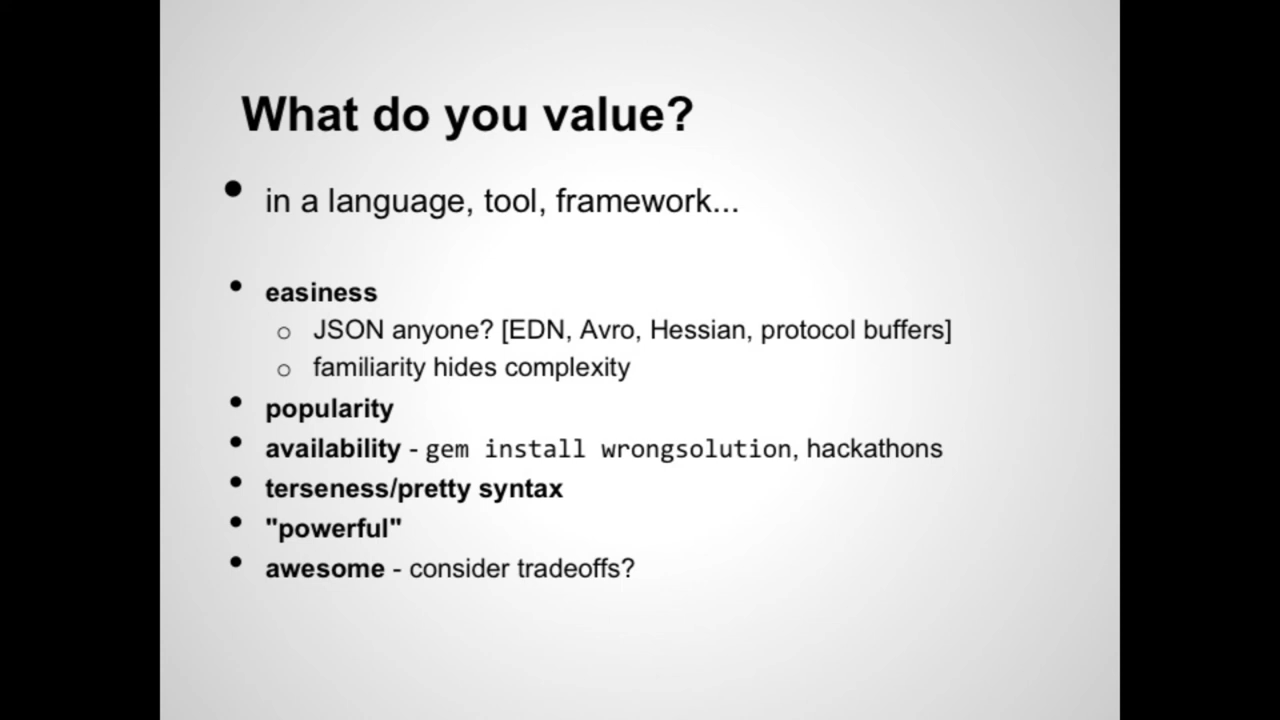 What do you value?
• in a language, tool, framework...
• easiness
o JSON anyone? [EDN, Avro, Hessian, protocol buffers]
o familiarity hides complexity
• popularity
• availability - gem install wrongsolution, hackathons
• terseness/pretty syntax
• "powerful"
• awesome - consider tradeoffs?